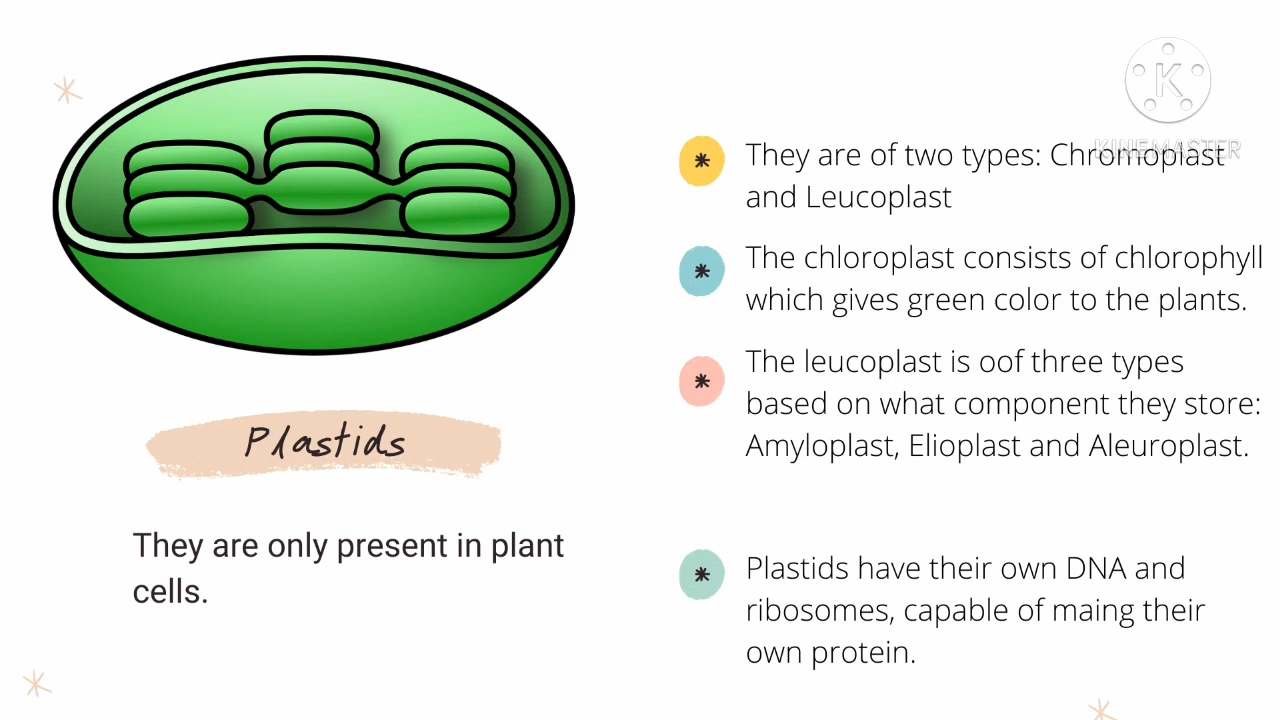 K
KINEMASTER
They are of two types: Chromoplast
and Leucoplast
The chloroplast consists of chlorophyll
which gives green color to the plants.
The leucoplast is oof three types
based on what component they store:
Amyloplast, Elioplast and Aleuroplast.
Plastids
They are only present in plant
cells.
Plastids have their own DNA and
ribosomes, capable of maing their
own protein.